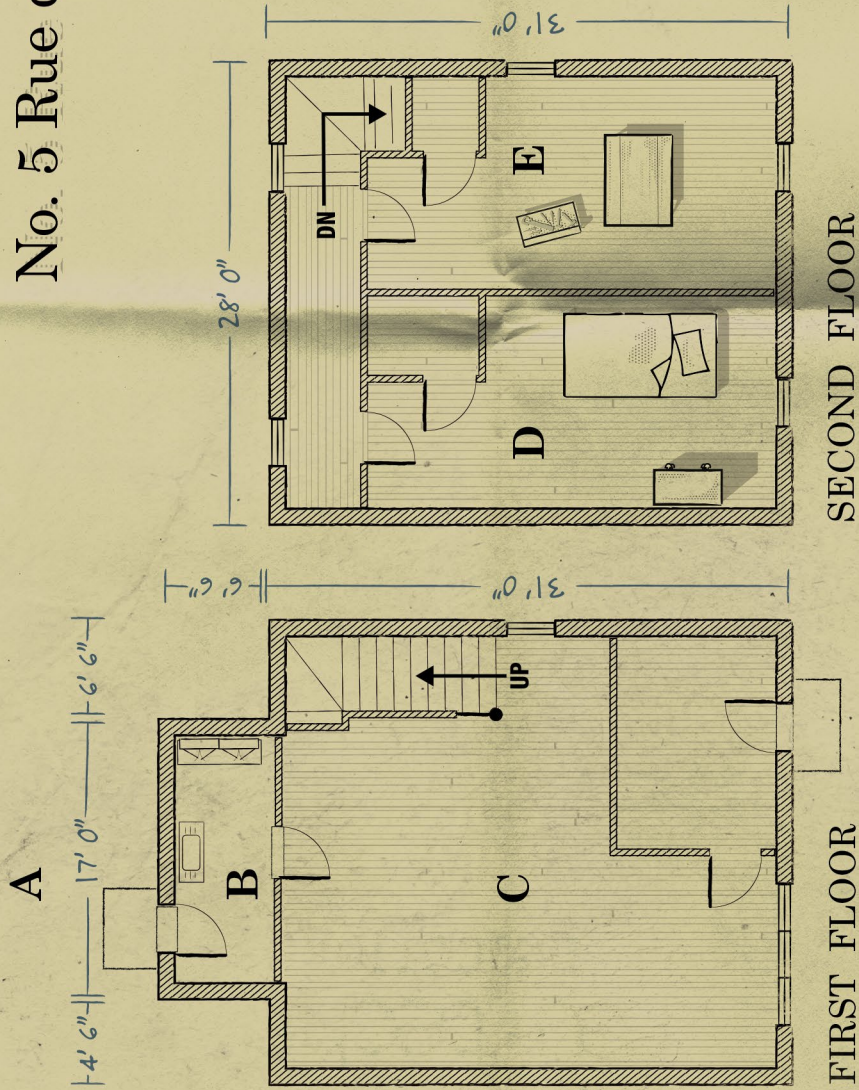 No. 5 Rue
A
4' 6"
17' 0"
6' 6"
6' 6"
31' 0"
B
C
UP
FIRST FLOOR
28' 0"
31' 0"
DN
D
E
SECOND FLOOR